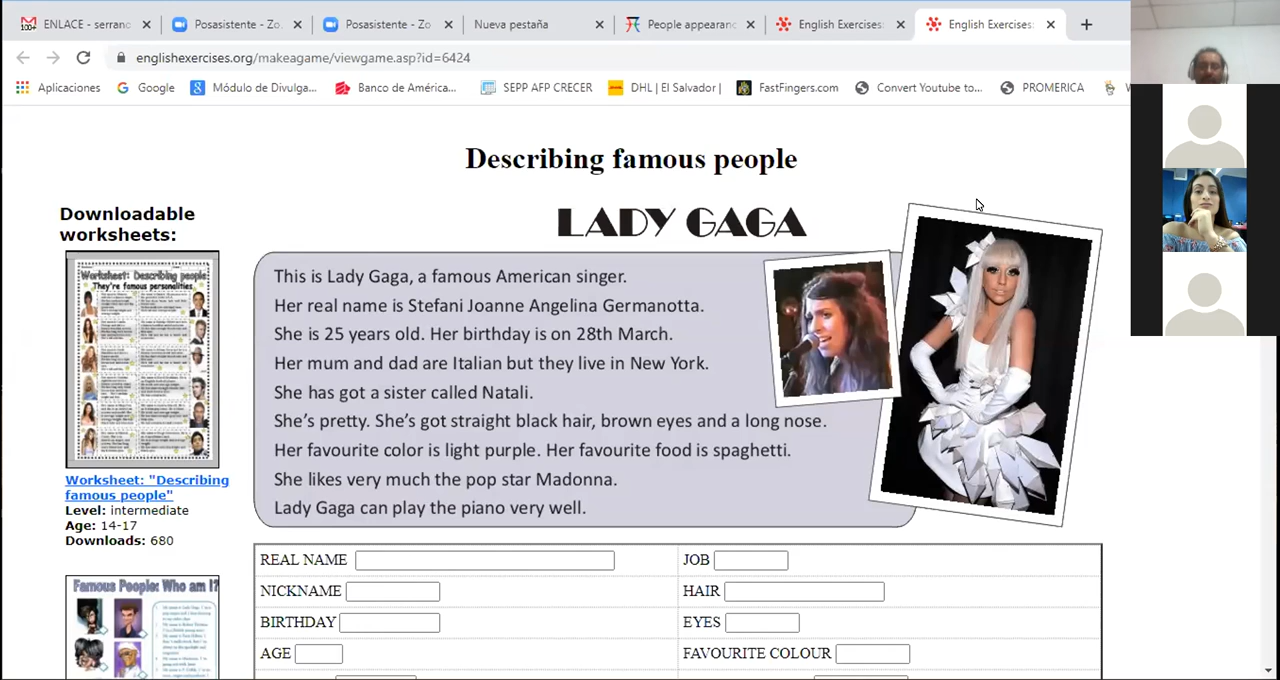 ENLACE - serrano
Posasistente - Zo
Posasistente - Zo
Nueva pestaña
People appearanc
English Exercises:
English Exercises:
englishexercises.org/makeagame/viewgame.asp?id=6424
Aplicaciones
Google
Módulo de Divulga...
Banco de América...
SEPP AFP CRECER
DHL | El Salvador |
FastFingers.com
Convert Youtube to...
PROMERICA
Describing famous people
Downloadable
worksheets:
Worksheet: Describing people
They're famous personalities
Worksheet: "Describing
famous people"
Level: intermediate
Age: 14-17
Downloads: 680
Famous People: Who am I?
LADY GAGA
This is Lady Gaga, a famous American singer.
Her real name is Stefani Joanne Angelina Germanotta.
She is 25 years old. Her birthday is on 28th March.
Her mum and dad are Italian but they live in New York.
She has got a sister called Natali.
She's pretty. She's got straight black hair, brown eyes and a long nose.
Her favourite color is light purple. Her favourite food is spaghetti.
She likes very much the pop star Madonna.
Lady Gaga can play the piano very well.
REAL NAME
JOB
NICKNAME
HAIR
BIRTHDAY
EYES
AGE
FAVOURITE COLOUR